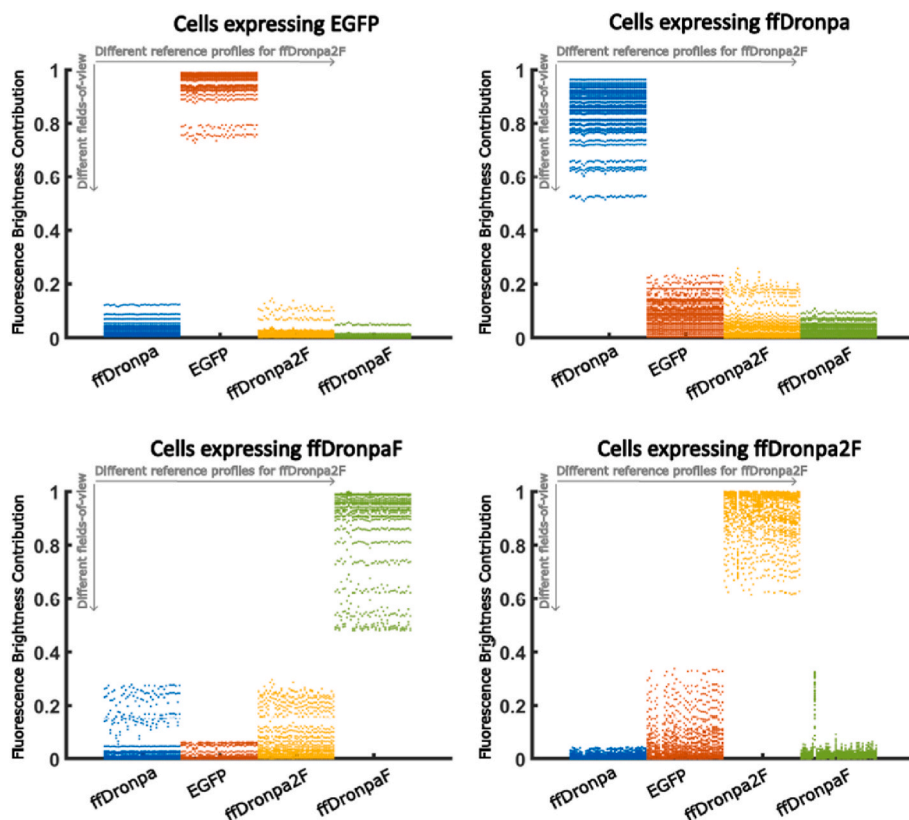 Cells expressing EGFP
Different reference profiles for ffDronpa2F
Different fields-of-view
Fluorescence Brightness Contribution
1
0.8
0.6
0.4
0.2
0
ffDronpa
EGFP
ffDronpa2F
ffDronpaF
Cells expressing ffDronpa
Different reference profiles for ffDronpa2F
Different fields-of-view
Fluorescence Brightness Contribution
1
0.8
0.6
0.4
0.2
0
ffDronpa
EGFP
ffDronpa2F
ffDronpaF
Cells expressing ffDronpaF
Different reference profiles for ffDronpa2F
Different fields-of-view
Fluorescence Brightness Contribution
1
0.8
0.6
0.4
0.2
0
ffDronpa
EGFP
ffDronpa2F
ffDronpaF
Cells expressing ffDronpa2F
Different reference profiles for ffDronpa2F
Different fields-of-view
Fluorescence Brightness Contribution
1
0.8
0.6
0.4
0.2
0
ffDronpa
EGFP
ffDronpa2F
ffDronpaF